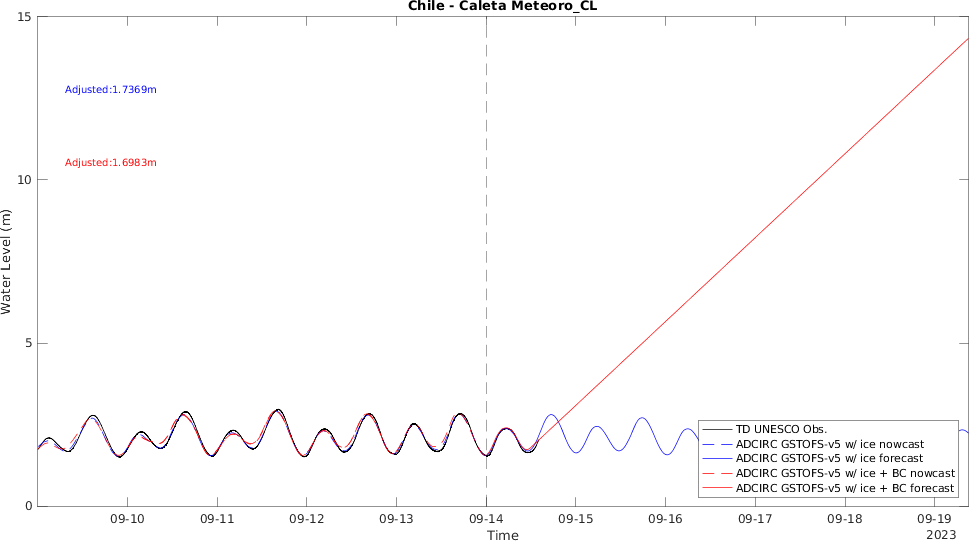 Chile - Caleta Meteoro_CL
15
Adjusted:1.7369m
Adjusted:1.6983m
10
Water Level (m)
5
TD UNESCO Obs.
ADCIRC GSTOFS-v5 w/ ice nowcast
ADCIRC GSTOFS-v5 w/ ice forecast
ADCIRC GSTOFS-v5 w/ ice + BC nowcast
ADCIRC GSTOFS-v5 w/ ice + BC forecast
0
09-10 09-11 09-12 09-13 09-14 09-15 09-16 09-17 09-18 09-19
Time
2023